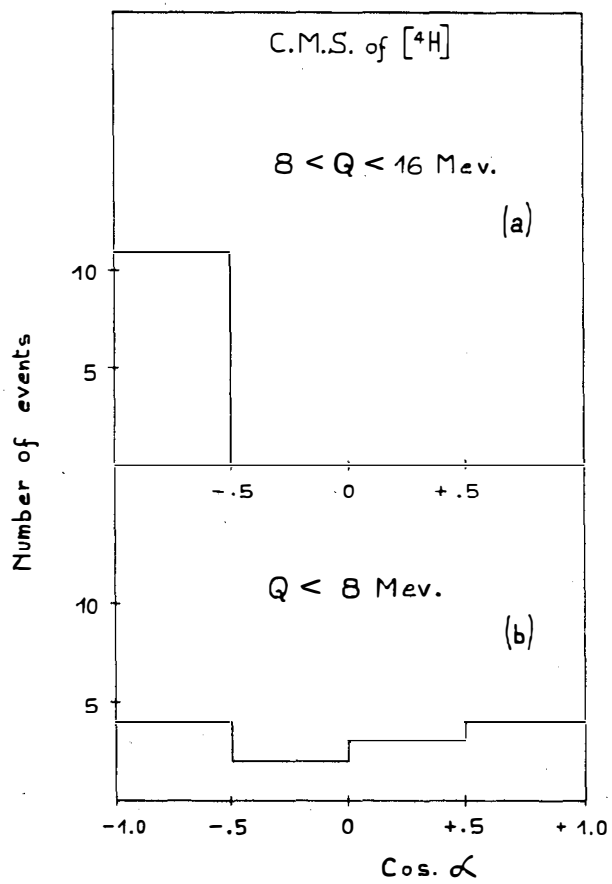 C.M.S. of [⁴H]
8 < Q < 16 Mev.
(a)
10
5
-.5 0 +.5
Number of events
Q < 8 Mev.
(b)
10
5
-1.0 -.5 0 +.5 +1.0
Cos. α